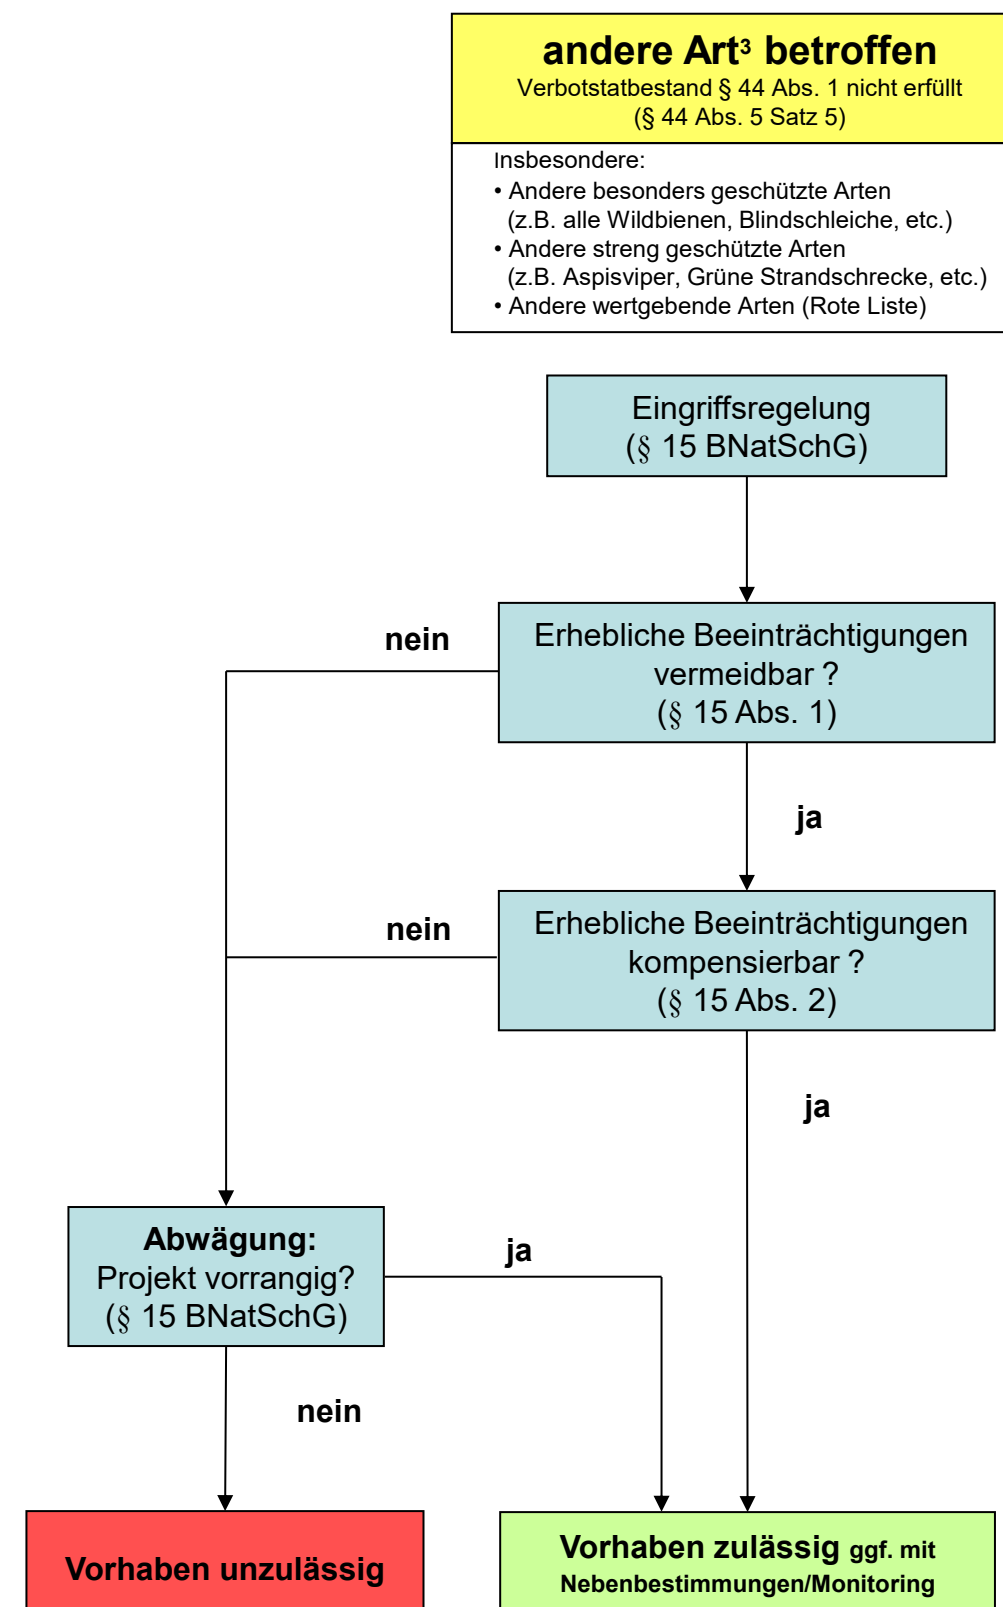 andere Art³ betroffen
Verbotstatbestand § 44 Abs. 1 nicht erfüllt
(§ 44 Abs. 5 Satz 5)
Insbesondere:
• Andere besonders geschützte Arten
(z.B. alle Wildbienen, Blindschleiche, etc.)
• Andere streng geschützte Arten
(z.B. Aspisviper, Grüne Strandschrecke, etc.)
• Andere wertgebende Arten (Rote Liste)
Eingriffsregelung
(§ 15 BNatSchG)
nein
Erhebliche Beeinträchtigungen
vermeidbar ?
(§ 15 Abs. 1)
ja
nein
Erhebliche Beeinträchtigungen
kompensierbar ?
(§ 15 Abs. 2)
ja
Abwägung:
Projekt vorrangig?
(§ 15 BNatSchG)
ja
nein
Vorhaben unzulässig
Vorhaben zulässig ggf. mit
Nebenbestimmungen/Monitoring